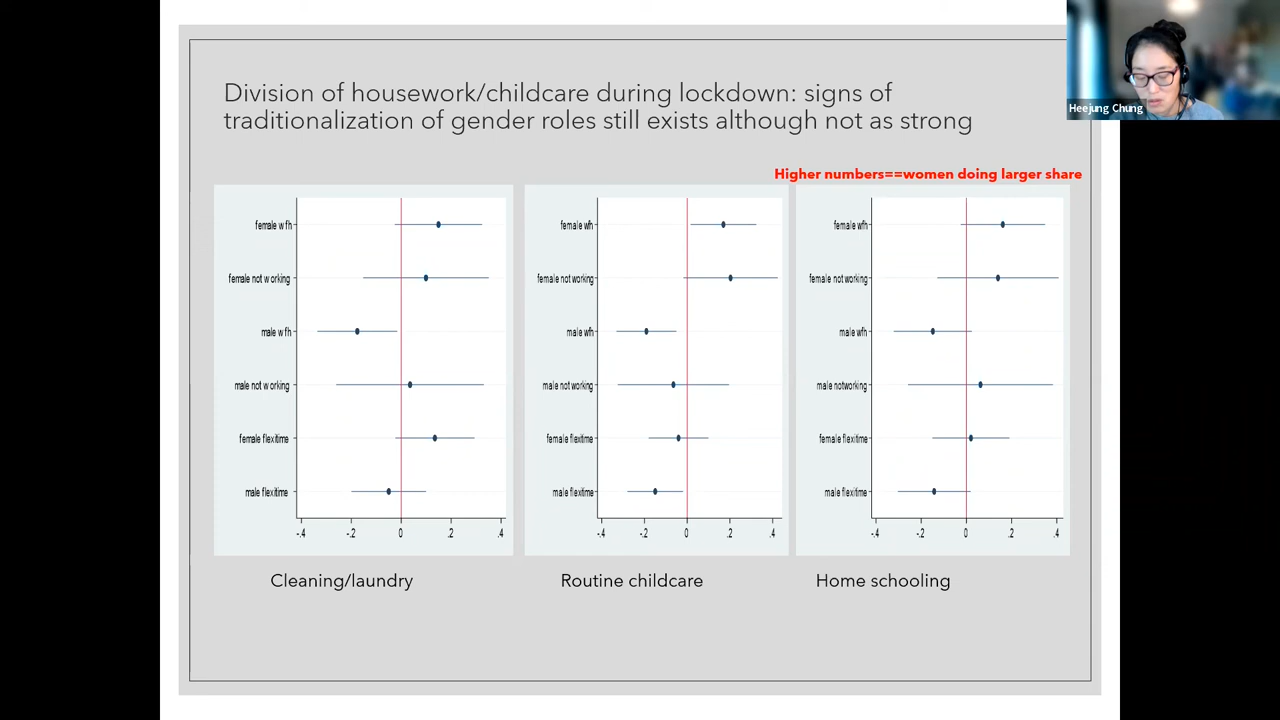 Heejung Chung
Division of housework/childcare during lockdown: signs of
traditionalization of gender roles still exists although not as strong
Higher numbers==women doing larger share
female w fh
female not w orking
male w fh
male not w orking
female flexitime
male flexitime
-.4 -.2 0 .2 .4
Cleaning/laundry
female wfh
female not working
male wfh
male not working
female flexitime
male flexitime
-.4 -.2 0 .2 .4
Routine childcare
female wfh
female not working
male wfh
male notworking
female flexitime
male flexitime
-.4 -.2 0 .2 .4
Home schooling